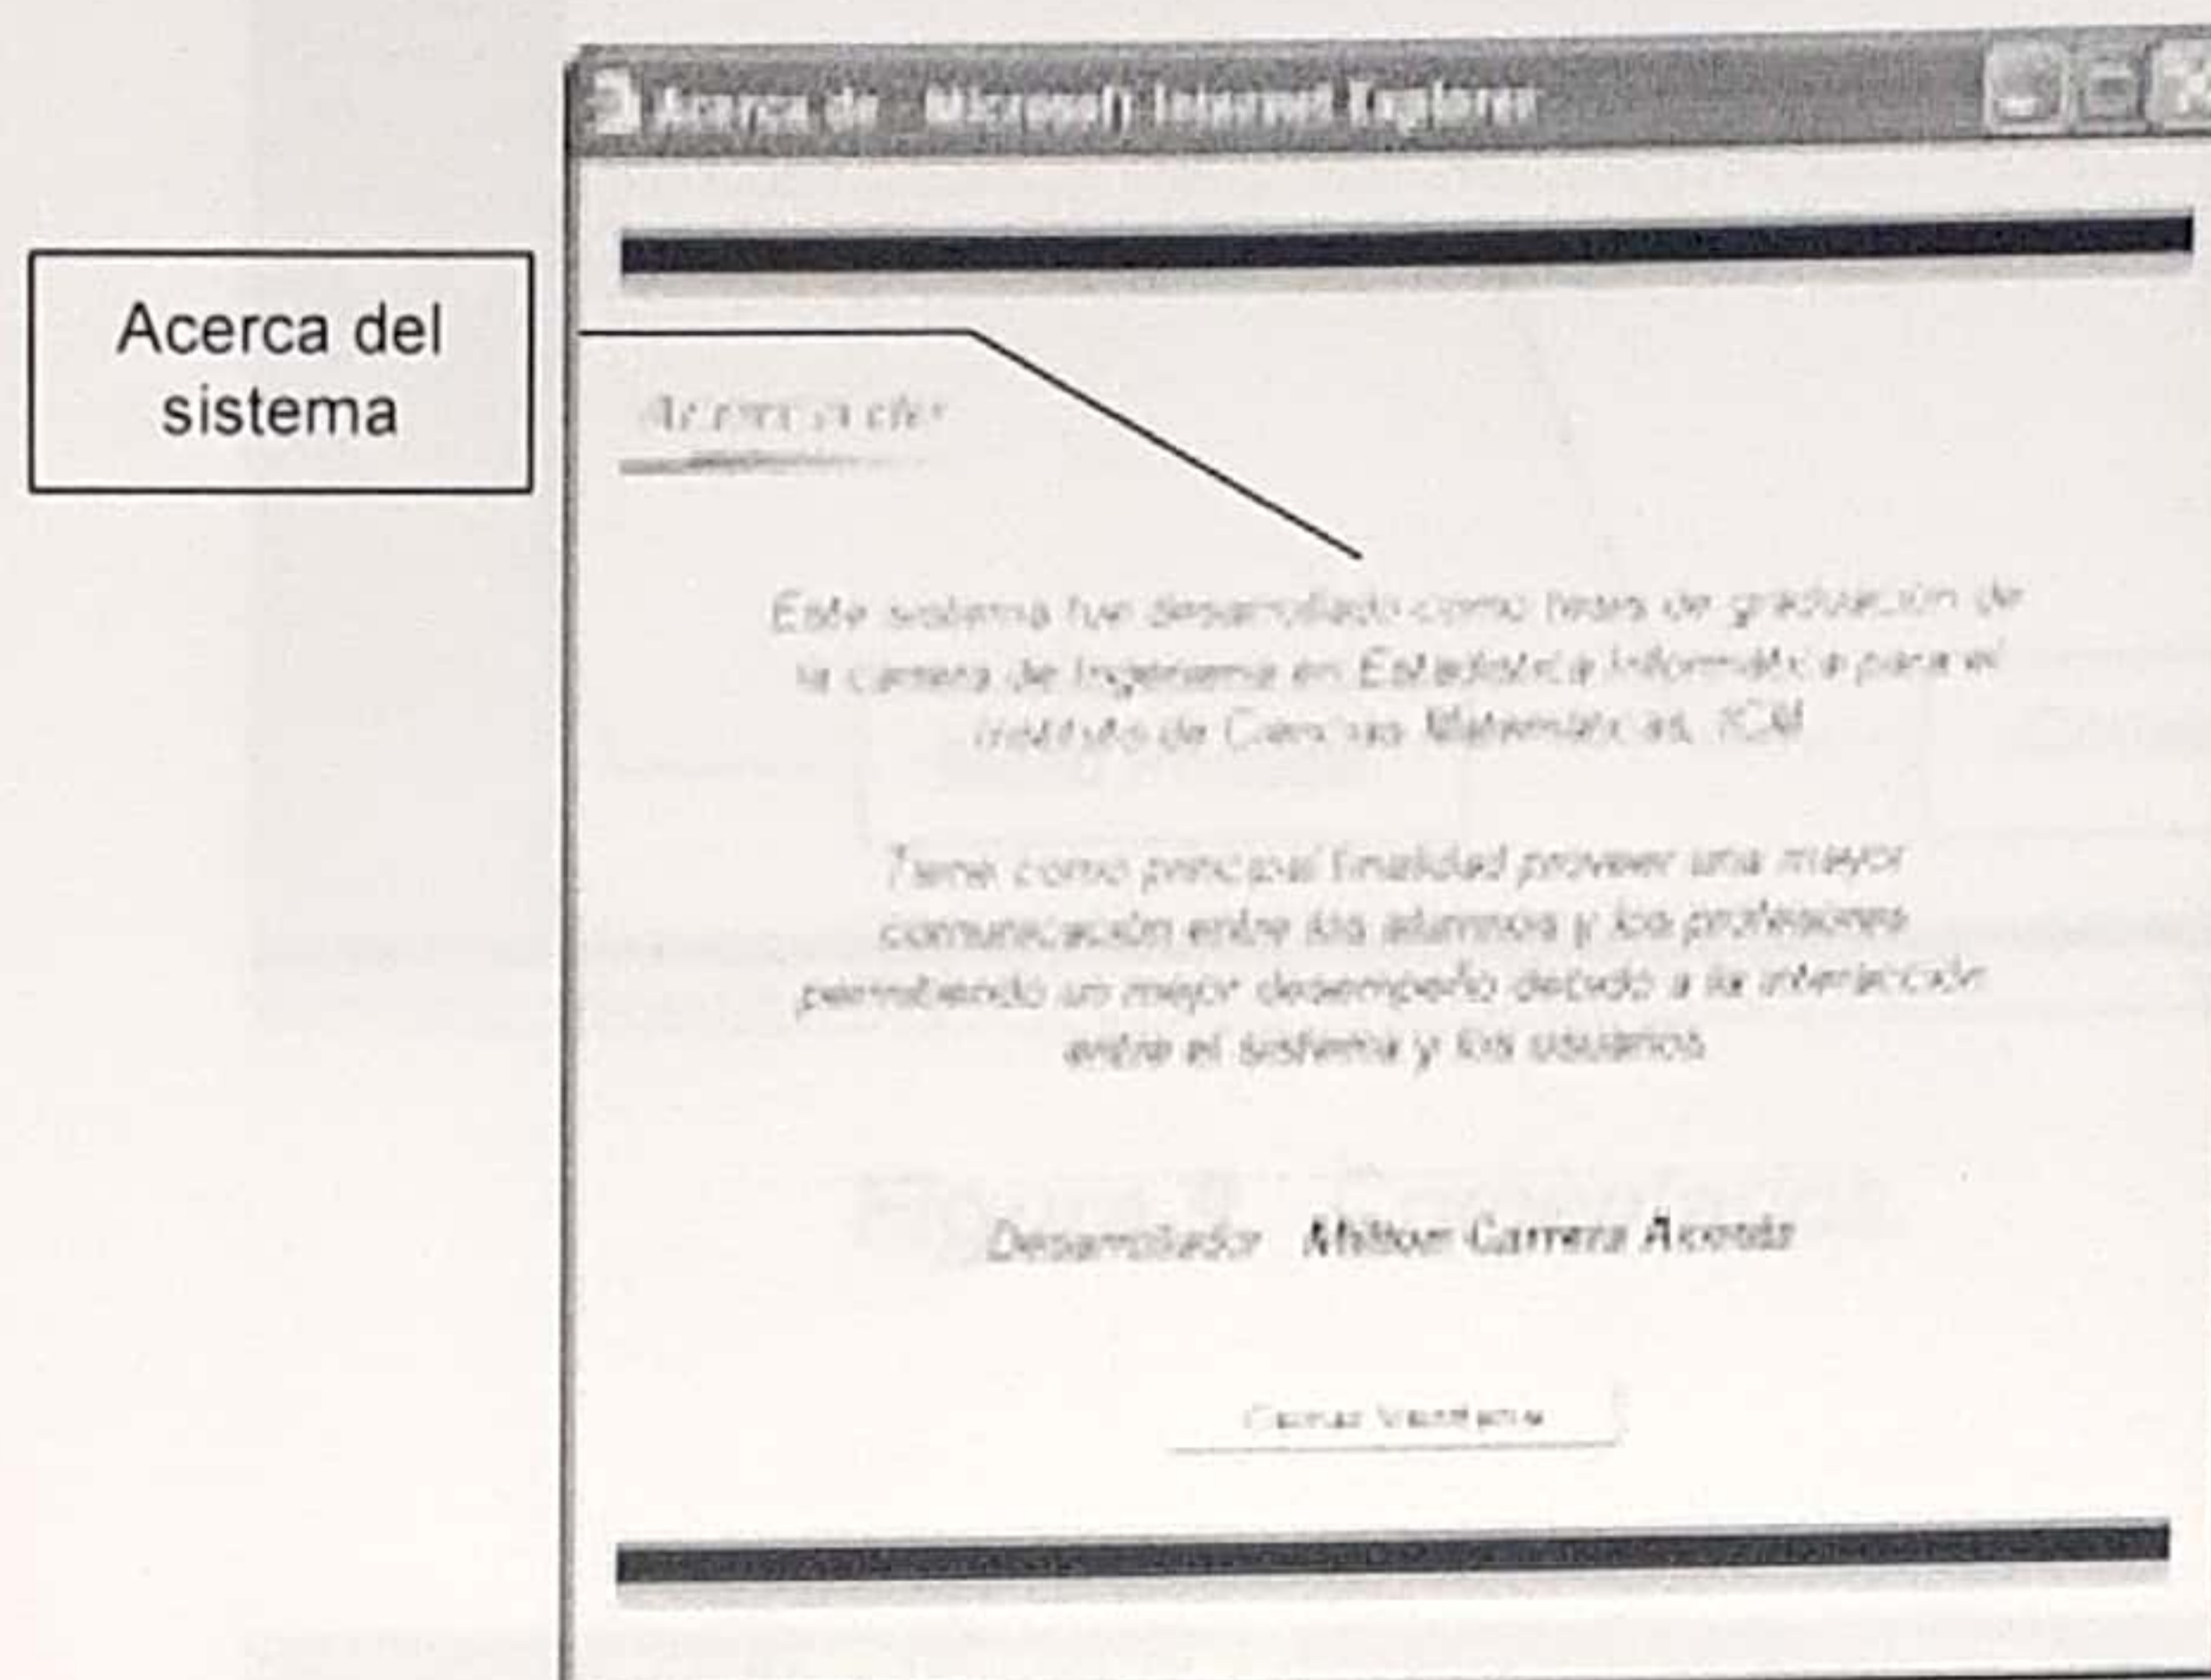 Acerca de - Microsoft Internet Explorer
Acerca del
sistema
Acerca de:
Este sistema fue desarrollado como tesis de graduación de
la carrera de Ingeniería en Estadística Informática para el
Instituto de Ciencias Matemáticas, ICM
Tiene como principal finalidad proveer una mayor
comunicación entre los alumnos y los profesores
permitiendo un mejor desempeño debido a la interacción
entre el sistema y los usuarios
Desarrollador Milton Carrera
Cerrar Ventana